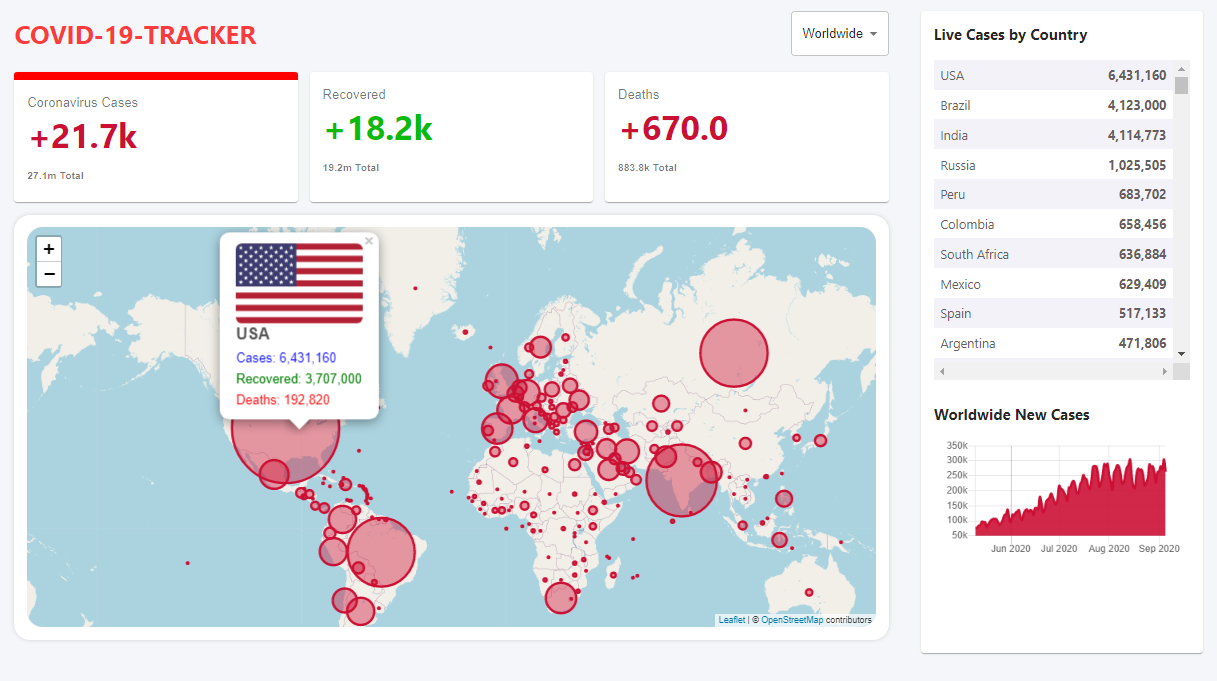 COVID-19-TRACKER
Worldwide
Coronavirus Cases
+21.7k
27.1m Total
Recovered
+18.2k
19.2m Total
Deaths
+670.0
883.8k Total
+
−
×
USA
Cases: 6,431,160
Recovered: 3,707,000
Deaths: 192,820
Leaflet | © OpenStreetMap contributors
Live Cases by Country
USA 6,431,160
Brazil 4,123,000
India 4,114,773
Russia 1,025,505
Peru 683,702
Colombia 658,456
South Africa 636,884
Mexico 629,409
Spain 517,133
Argentina 471,806
Worldwide New Cases
350k
300k
250k
200k
150k
100k
50k
Jun 2020 Jul 2020 Aug 2020 Sep 2020